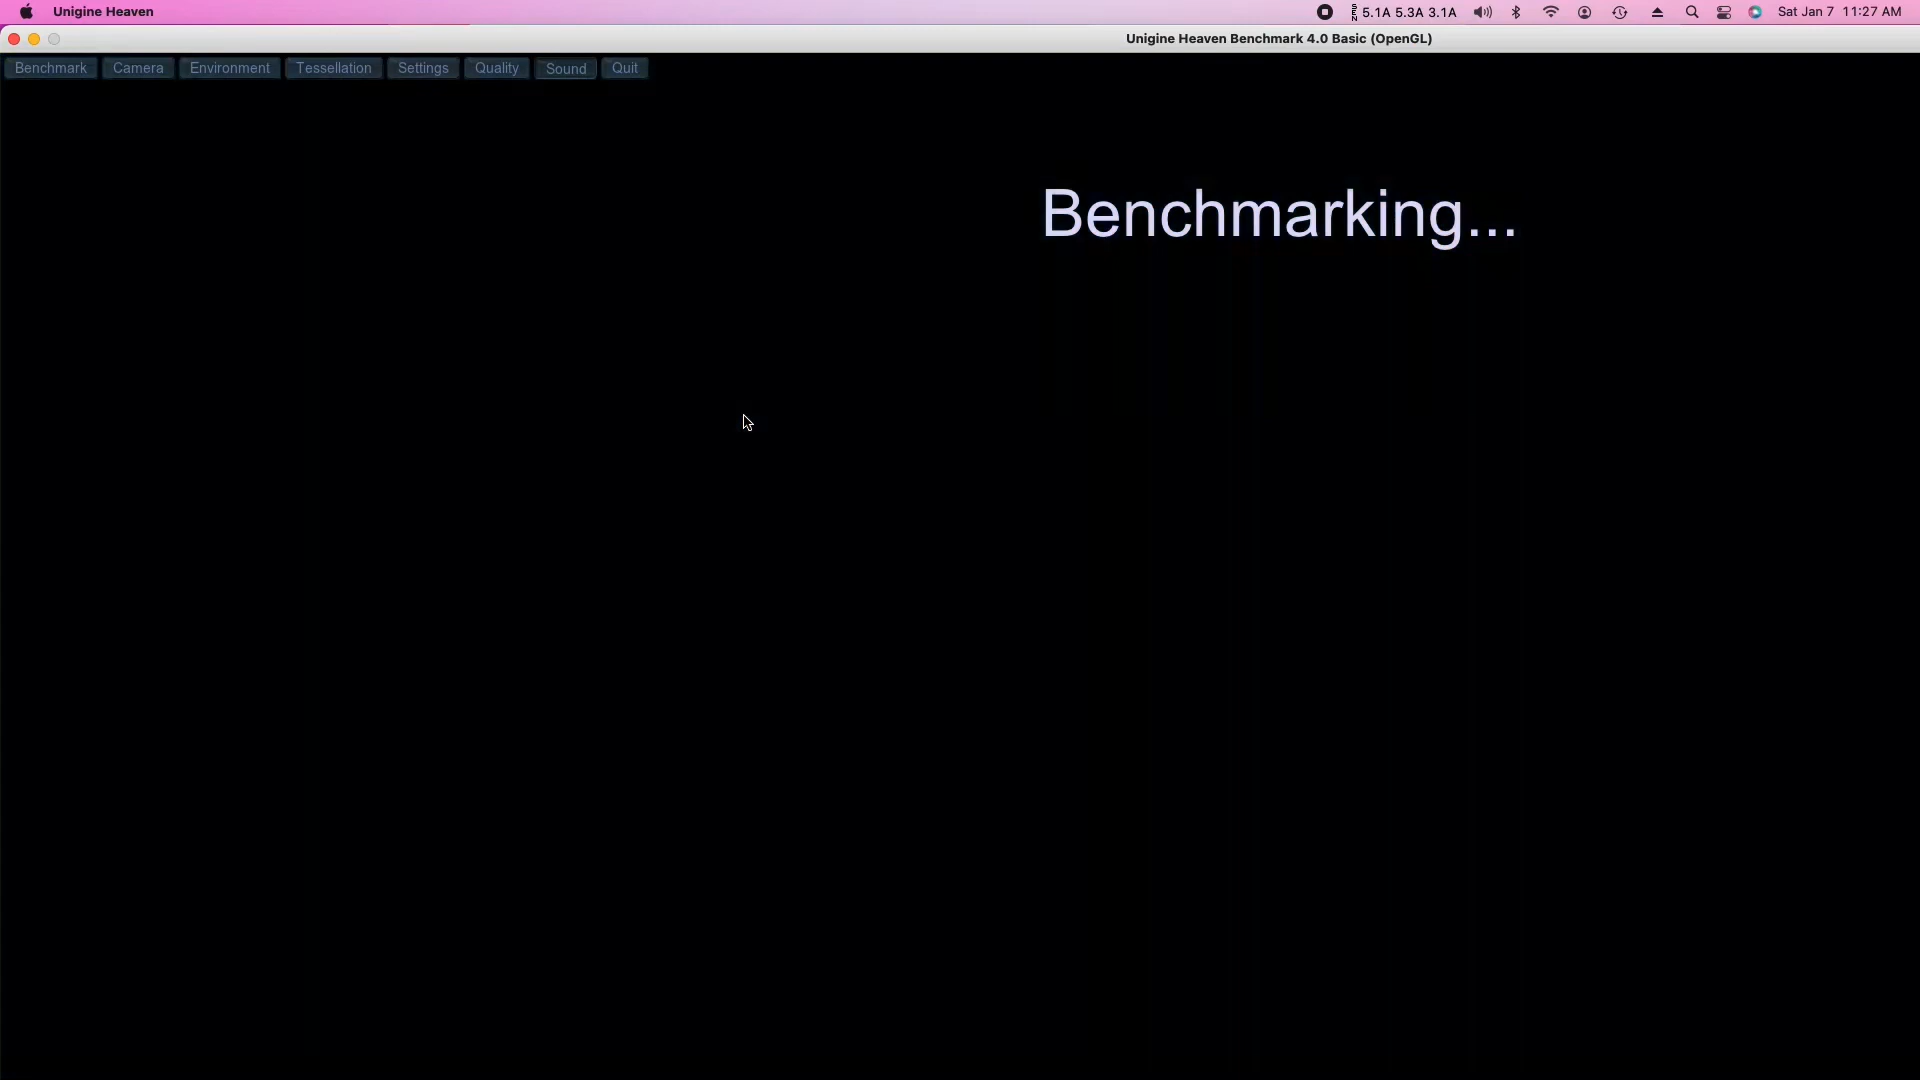 Unigine Heaven
SEN 5.1A 5.3A 3.1A
Sat Jan 7 11:27 AM
Unigine Heaven Benchmark 4.0 Basic (OpenGL)
Benchmark Camera Environment Tessellation Settings Quality Sound Quit
Benchmarking...